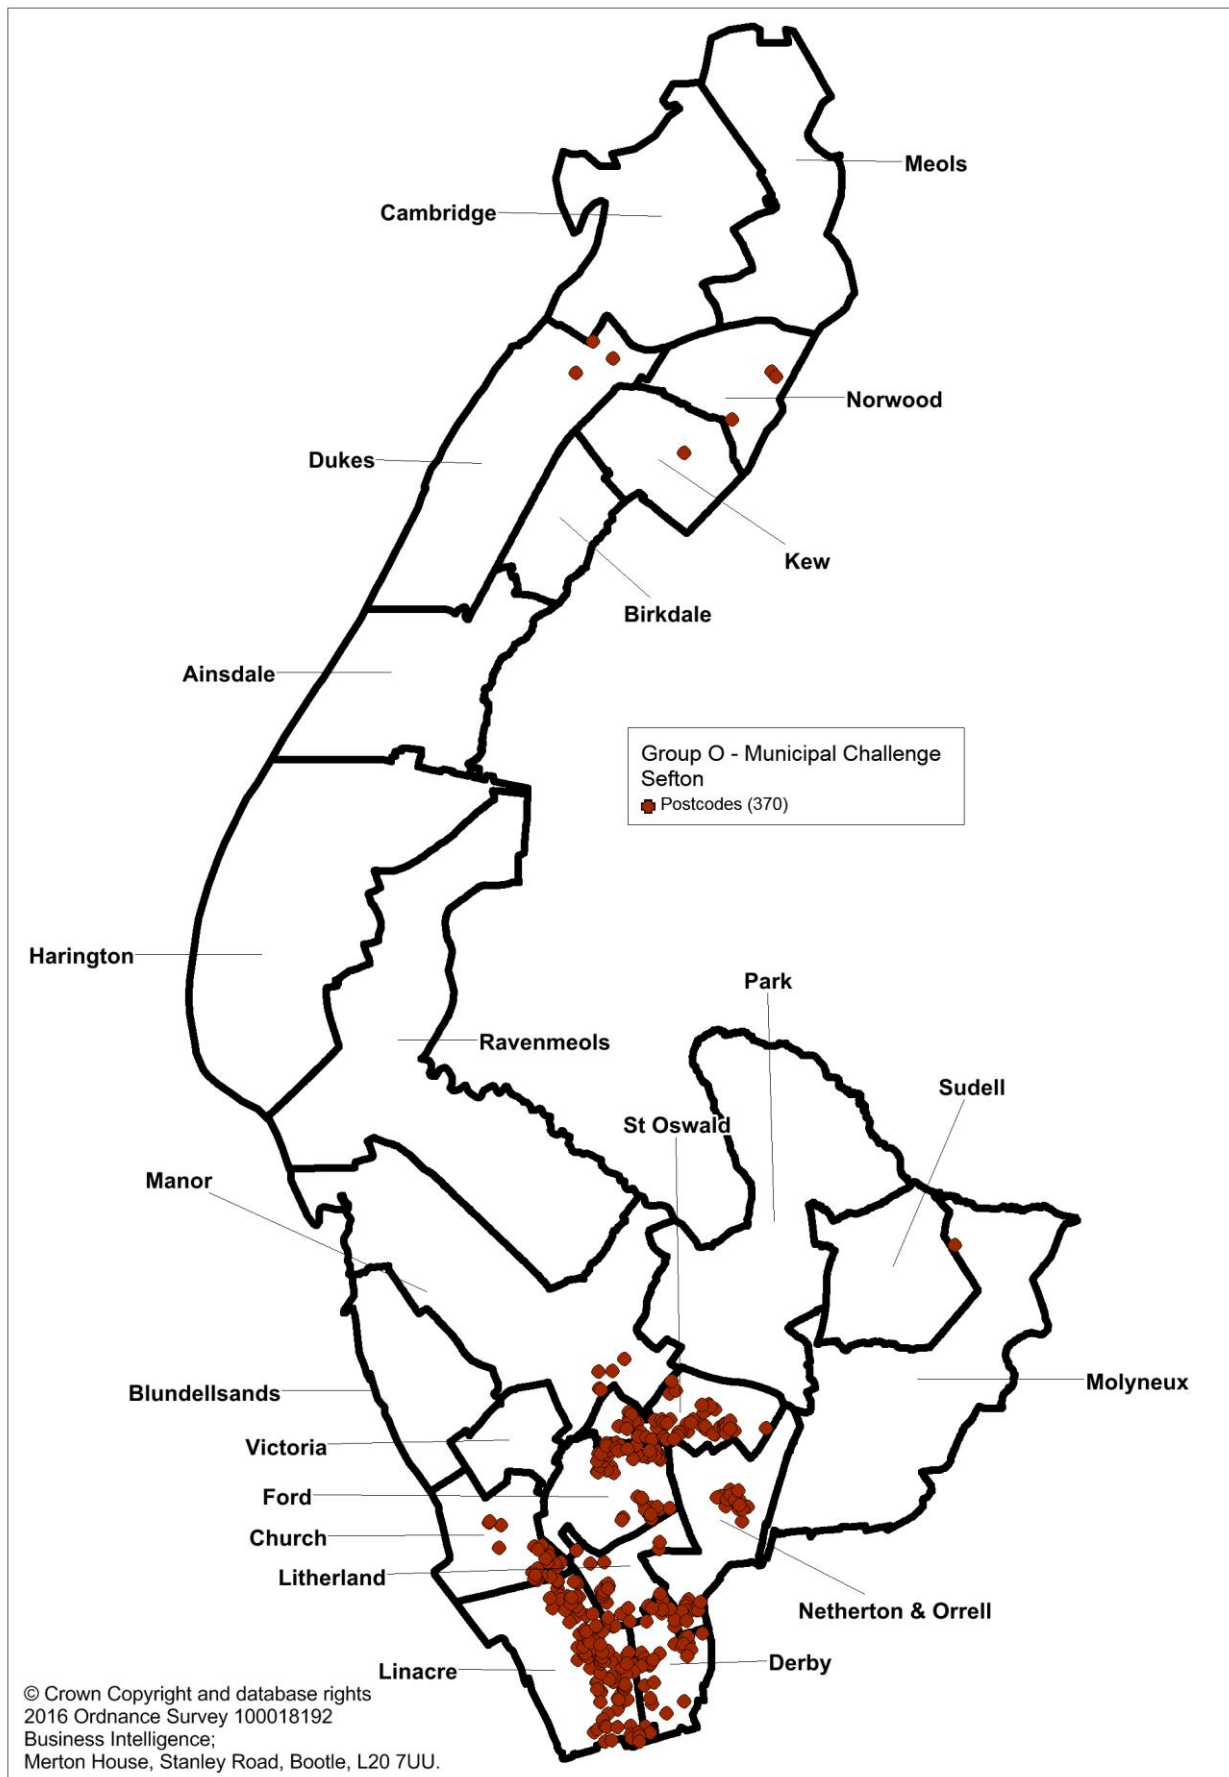 Meols
Cambridge
Norwood
Dukes
Kew
Birkdale
Ainsdale
Group O - Municipal Challenge
Sefton
Postcodes (370)
Harington
Park
Ravenmeols
Sudell
St Oswald
Manor
Molyneux
Blundellsands
Victoria
Ford
Church
Litherland
Netherton & Orrell
Derby
Linacre
© Crown Copyright and database rights
2016 Ordnance Survey 100018192
Business Intelligence;
Merton House, Stanley Road, Bootle, L20 7UU.